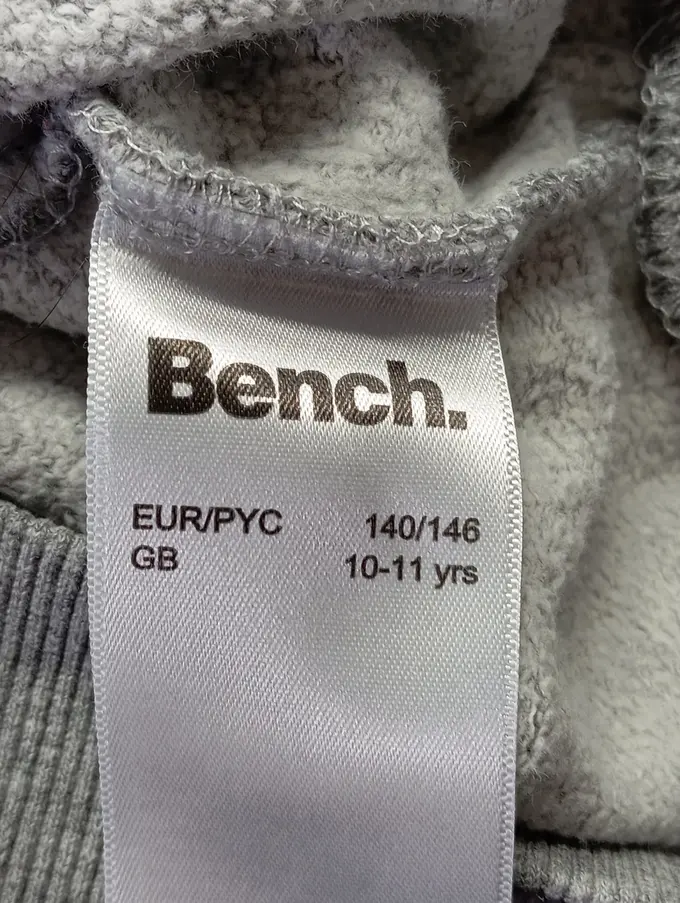 Bench.
EUR/PYC 140/146
GB 10-11 yrs